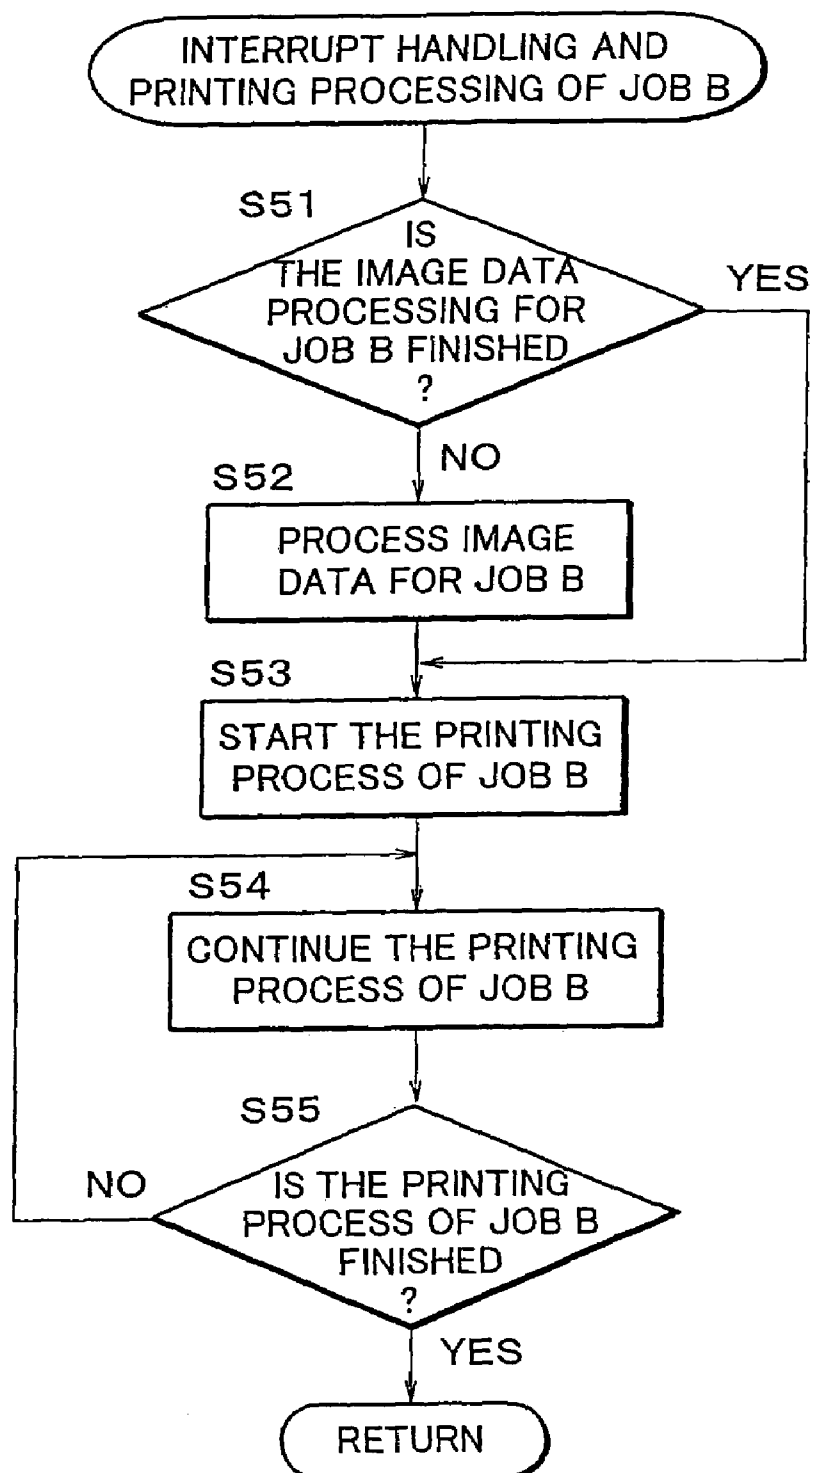 INTERRUPT HANDLING AND
PRINTING PROCESSING OF JOB B
S51
IS
THE IMAGE DATA
PROCESSING FOR
JOB B FINISHED
?
YES
NO
S52
PROCESS IMAGE
DATA FOR JOB B
S53
START THE PRINTING
PROCESS OF JOB B
S54
CONTINUE THE PRINTING
PROCESS OF JOB B
S55
NO
IS THE PRINTING
PROCESS OF JOB B
FINISHED
?
YES
RETURN